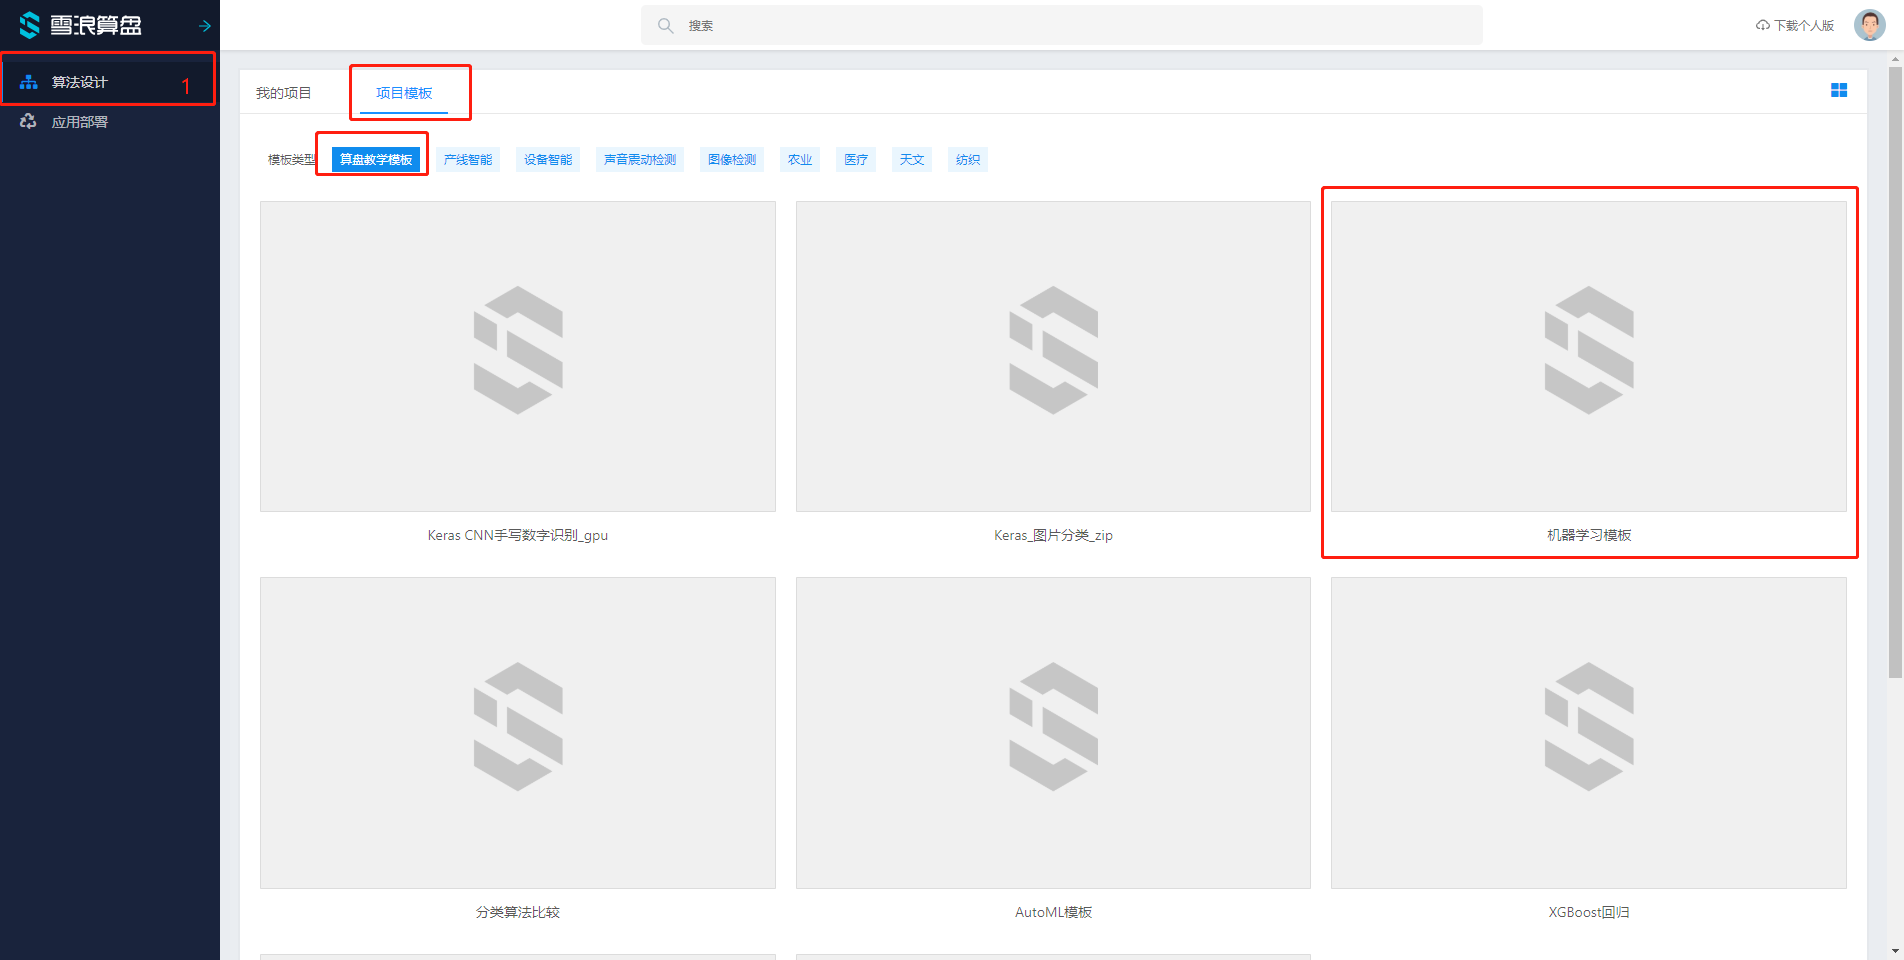 雪浪算盘
搜索
下载个人版
算法设计
1
应用部署
我的项目
项目模板
模板类型
算盘教学模板
产线智能
设备智能
声音震动检测
图像检测
农业
医疗
天文
纺织
Keras CNN手写数字识别_gpu
Keras_图片分类_zip
机器学习模板
分类算法比较
AutoML模板
XGBoost回归